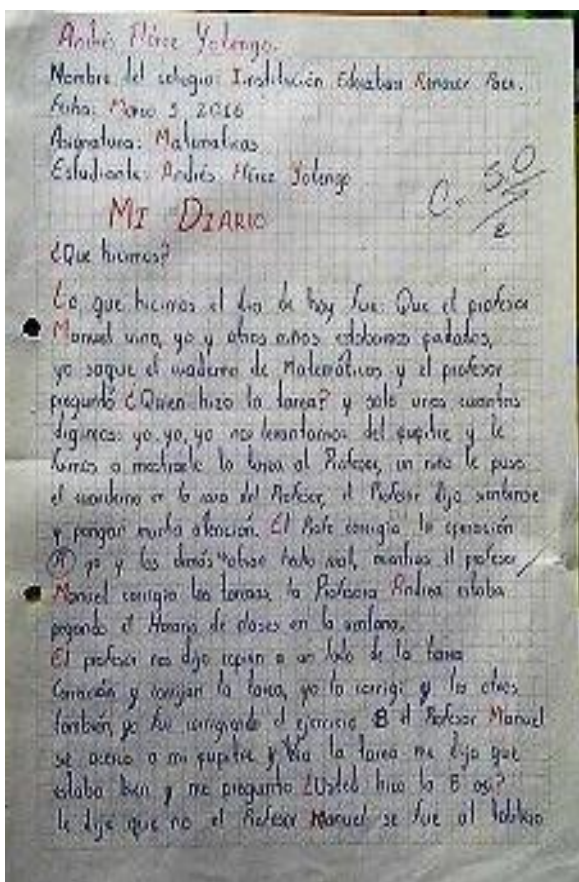 Andrés Pérez Yotengo.
Nombre del colegio: Institución Educativa Renacer Paez.
Fecha: Marzo 3, 2016
Asignatura: Matematicas
Estudiante: Andrés Pérez Yotengo
C- 5,0
MI DIARIO
¿Que hicimos?
Lo que hicimos el dia de hoy fue: Que el profesor
Manuel vino, yo y otros niños estabamos parados,
yo saque el cuaderno de Matemáticas y el profesor
pregunto ¿Quien hizo la tarea? y solo unos cuantos
digimos: yo, yo, yo nos levantamos del pupitre y le
fuimos a mostrarle la tarea al Profesor, un niño le puso
el cuaderno en la cara del Profesor, el Profesor dijo sientense
y pongan mucha atención. El Profe corrigio la operación
A yo y los demás todo mal, mientras el profesor
Manuel corrigio las tareas, la Profesora Andrea estaba
pegando el Horario de clases en la ventana.
El profesor nos dijo copien a un lado de la tarea
Corrección y corrijan la tarea, yo la corrigi y los otros
también, yo fui corrigiendo el ejercicio B el Profesor Manuel
se acerco a mi pupitre y la tarea me dijo que
estaba bien y me pregunto ¿Usted hizo la B asi?
le dije que no el Profesor Manuel se fue al tablero